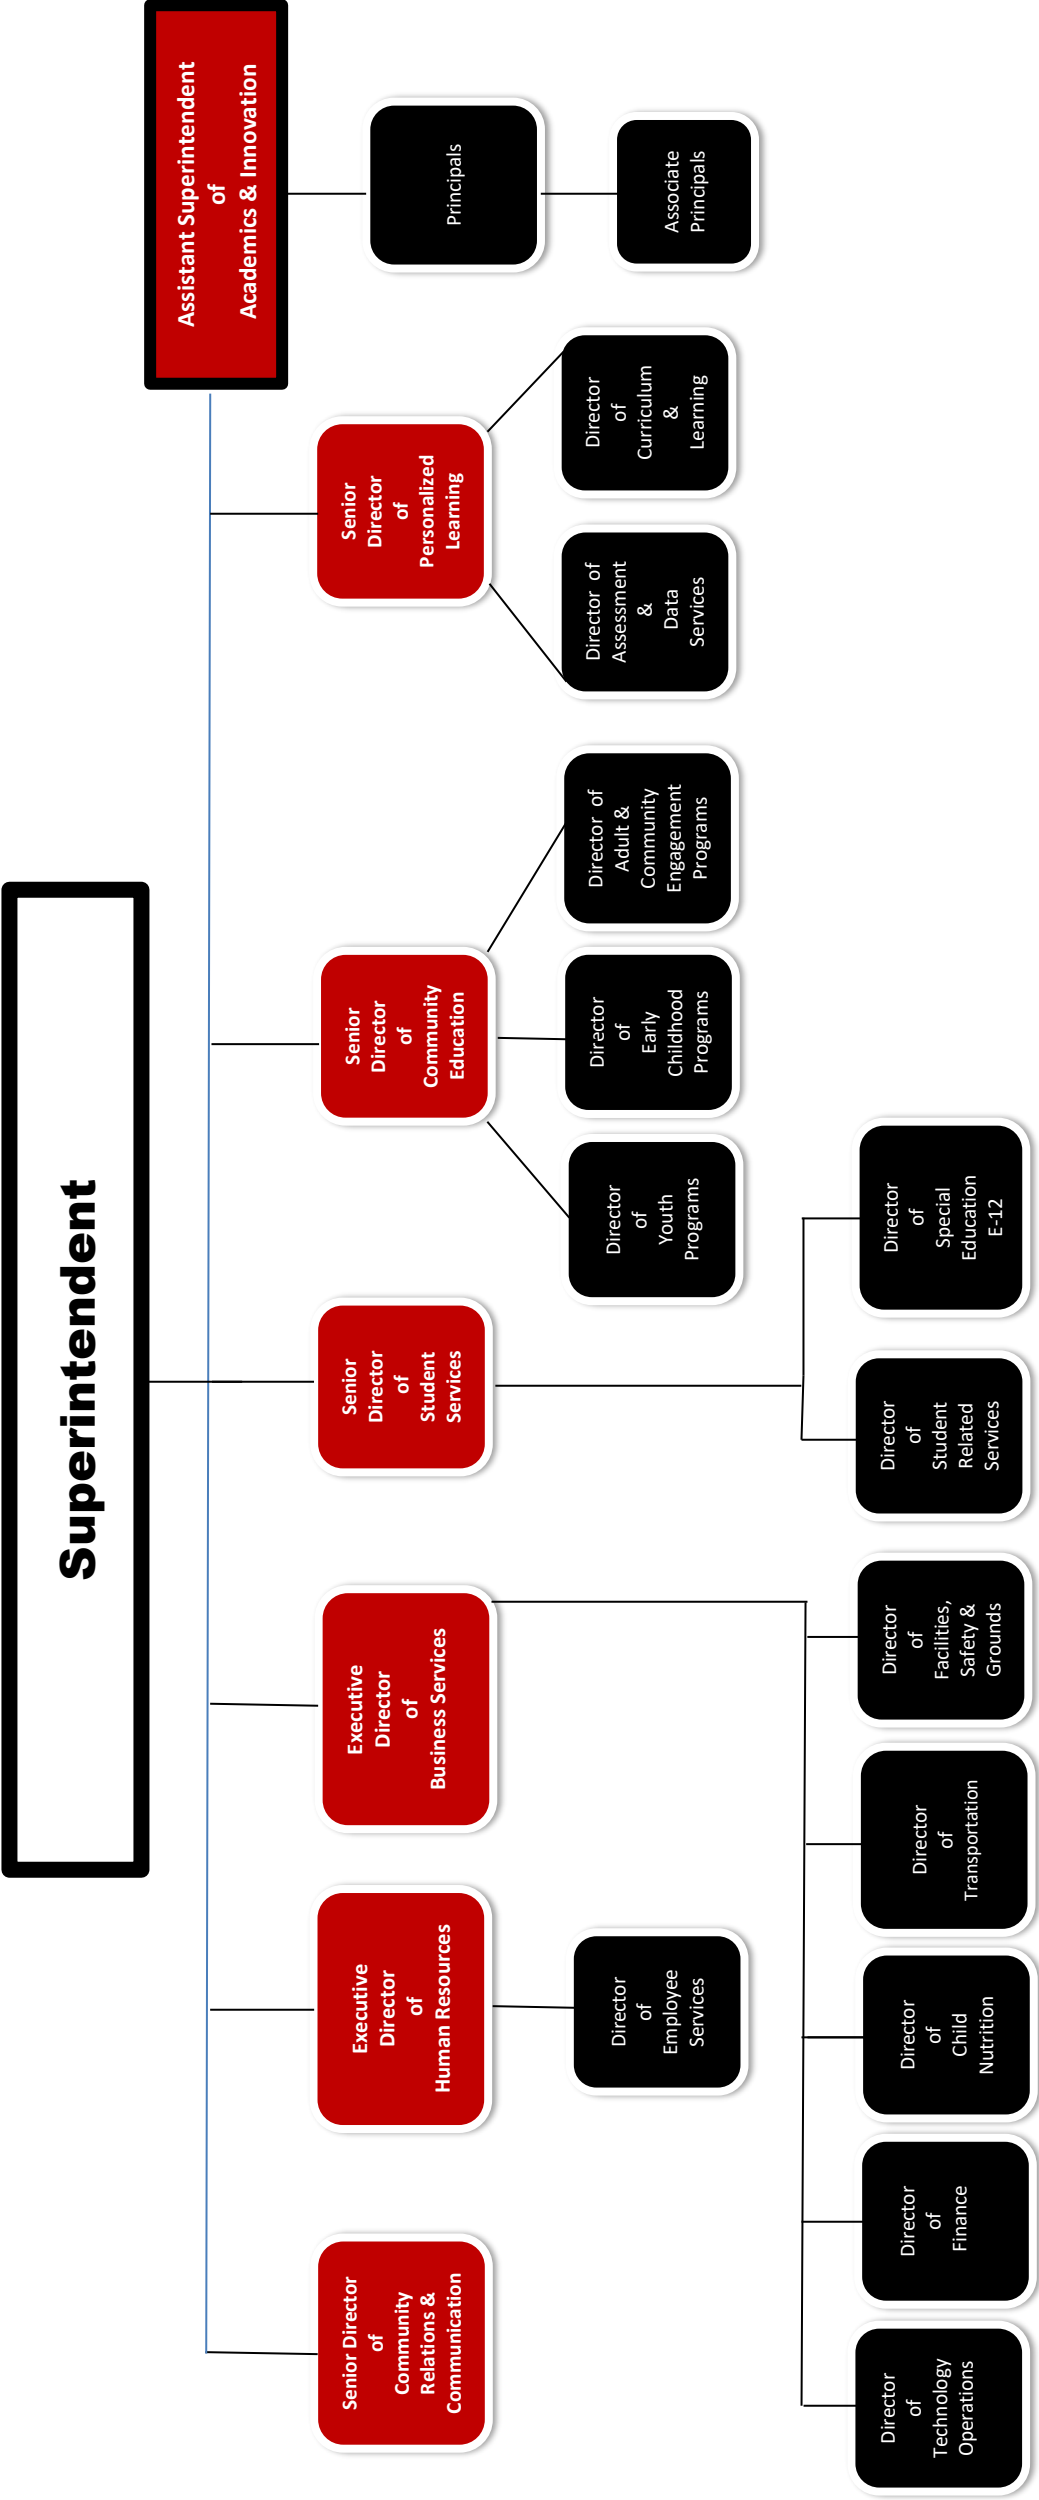 Superintendent
Assistant Superintendent
of
Academics & Innovation
Senior Director
of
Community
Relations &
Communication
Executive
Director
of
Human Resources
Executive
Director
of
Business Services
Senior
Director
of
Student
Services
Senior
Director
of
Community
Education
Senior
Director
of
Personalized
Learning
Principals
Director
of
Employee
Services
Director
of
Youth
Programs
Director
of
Early
Childhood
Programs
Director of
Adult &
Community
Engagement
Programs
Director of
Assessment
&
Data
Services
Director
of
Curriculum
&
Learning
Associate
Principals
Director
of
Technology
Operations
Director
of
Finance
Director
of
Child
Nutrition
Director
of
Transportation
Director
of
Facilities,
Safety &
Grounds
Director
of
Student
Related
Services
Director
of
Special
Education
E-12